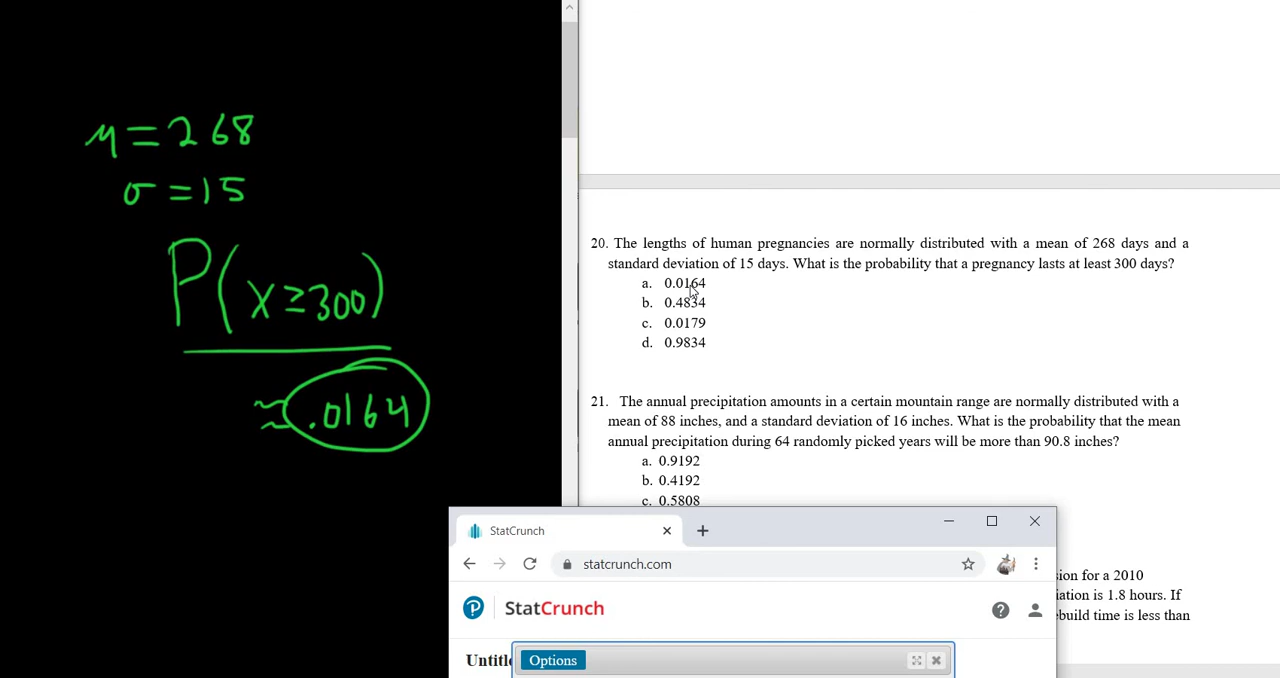 μ = 268
σ = 15
P(x ≥ 300)
≈ .0164
20. The lengths of human pregnancies are normally distributed with a mean of 268 days and a
standard deviation of 15 days. What is the probability that a pregnancy lasts at least 300 days?
a. 0.0164
b. 0.4834
c. 0.0179
d. 0.9834
21. The annual precipitation amounts in a certain mountain range are normally distributed with a
mean of 88 inches, and a standard deviation of 16 inches. What is the probability that the mean
annual precipitation during 64 randomly picked years will be more than 90.8 inches?
a. 0.9192
b. 0.4192
c. 0.5808
StatCrunch
statcrunch.com
StatCrunch
Options
for a 2010
is 1.8 hours. If
time is less than